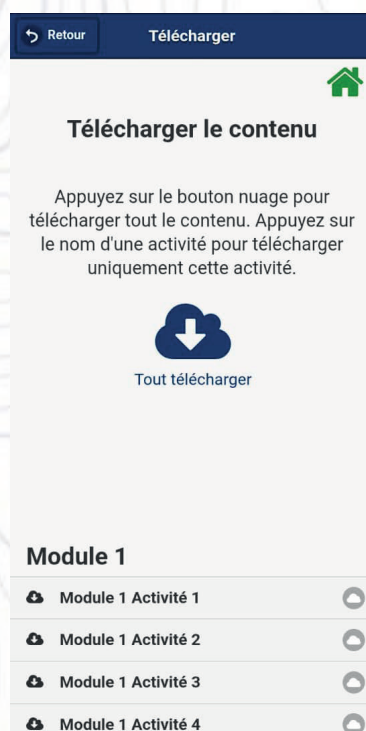 Retour
Télécharger
Télécharger le contenu
Appuyez sur le bouton nuage pour
télécharger tout le contenu. Appuyez sur
le nom d'une activité pour télécharger
uniquement cette activité.
Tout télécharger
Module 1
Module 1 Activité 1
Module 1 Activité 2
Module 1 Activité 3
Module 1 Activité 4